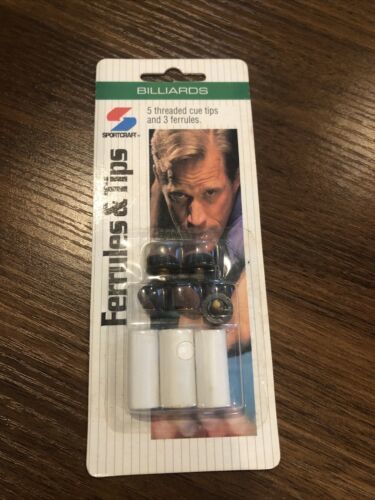 BILLIARDS
5 threaded cue tips
and 3 ferrules.
SPORTCRAFT
Ferrules & Tips